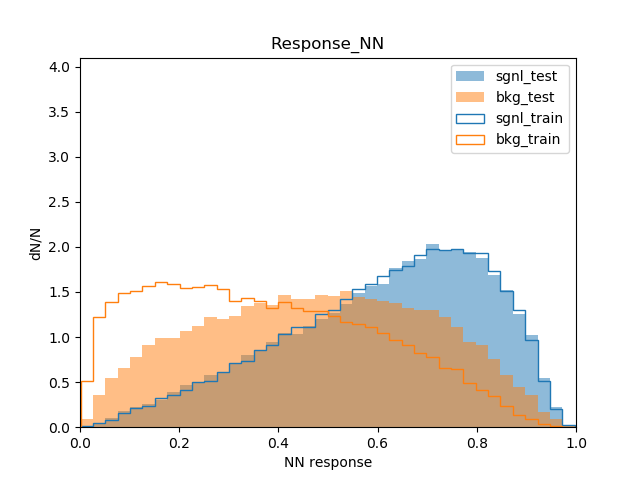 Response_NN
dN/N
4.0
3.5
3.0
2.5
2.0
1.5
1.0
0.5
0.0
0.0 0.2 0.4 0.6 0.8 1.0
NN response
sgnl_test
bkg_test
sgnl_train
bkg_train